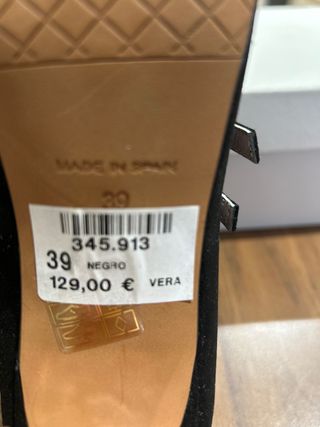 MADE IN SPAIN
39
345.913
39 NEGRO
129,00 € VERA